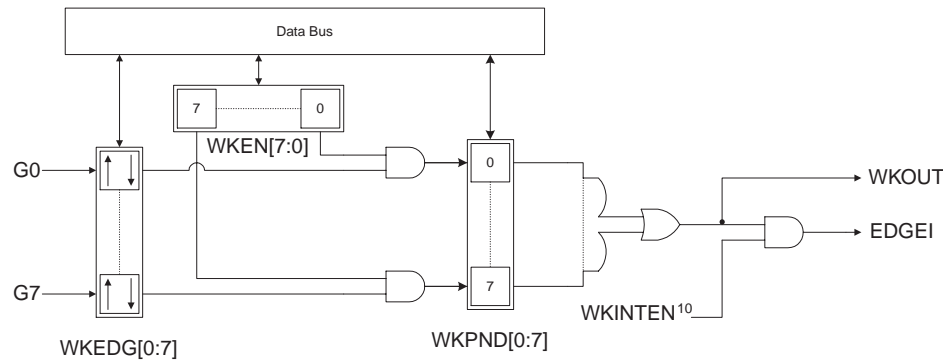 Data Bus
7
0
WKEN[7:0]
G0
0
WKOUT
EDGEI
G7
7
WKINTEN10
WKEDG[0:7]
WKPND[0:7]